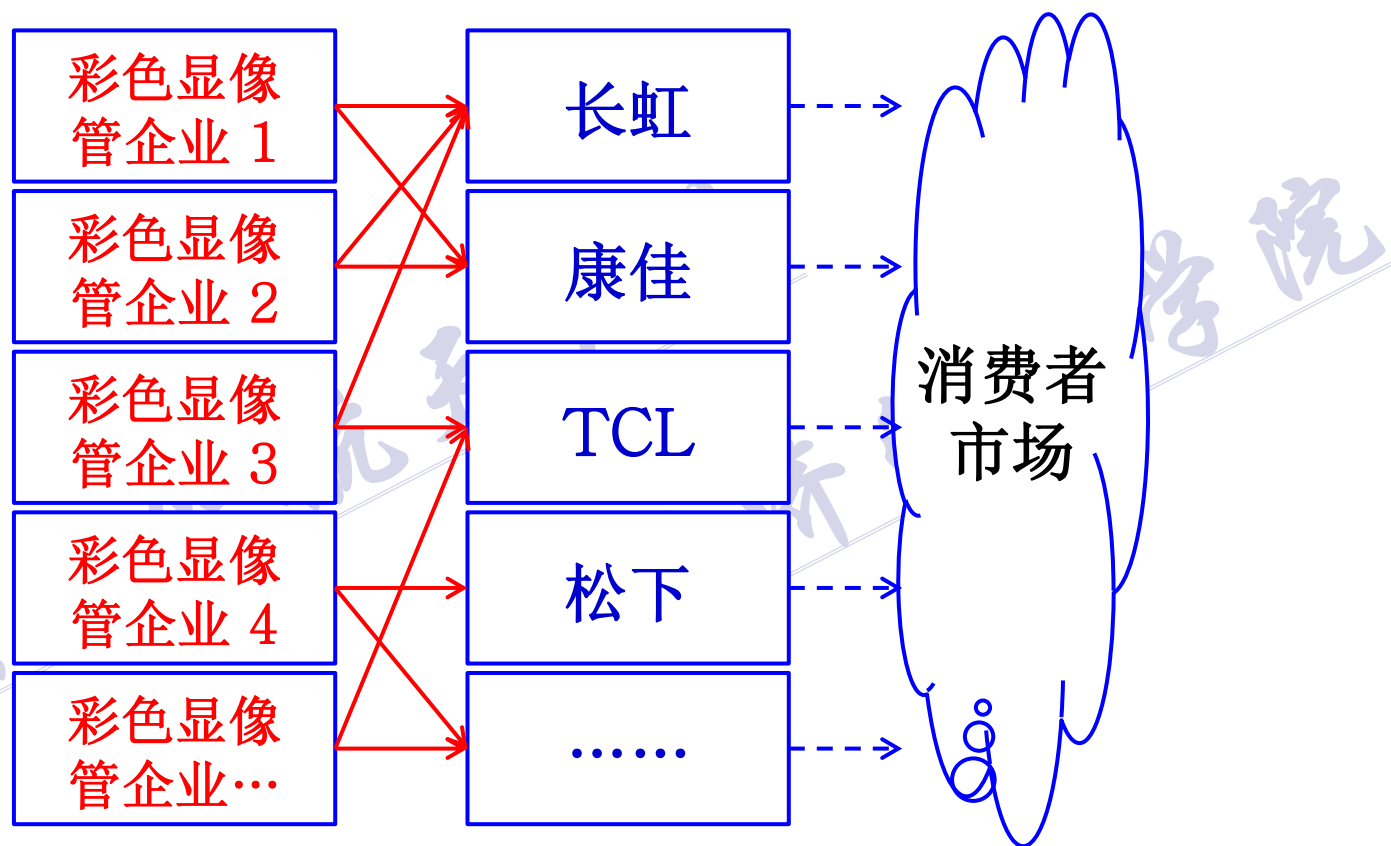 彩色显像
管企业 1
长虹
彩色显像
管企业 2
康佳
彩色显像
管企业 3
TCL
彩色显像
管企业 4
松下
彩色显像
管企业…
……
消费者
市场
学院